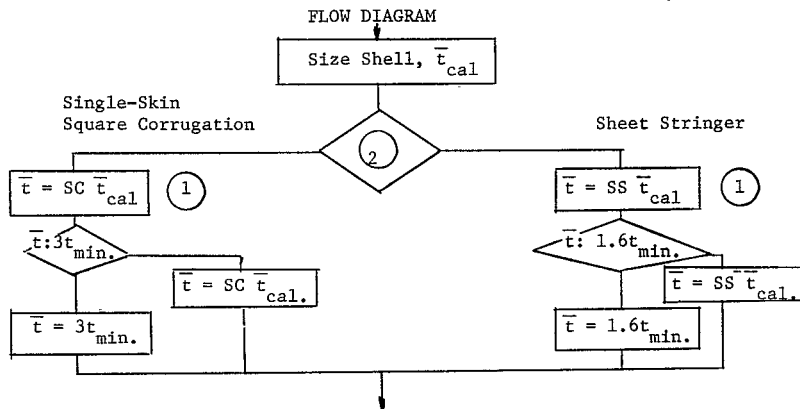 FLOW DIAGRAM
Size Shell, t̅cal
Single-Skin
Square Corrugation
Sheet Stringer
2
t̅ = SC t̅cal
1
t̅ = SS t̅cal
1
t̅:3tmin.
t̅: 1.6tmin.
t̅ = SC t̅cal.
t̅ = SS t̅cal.
t̅ = 3tmin.
t̅ = 1.6tmin.